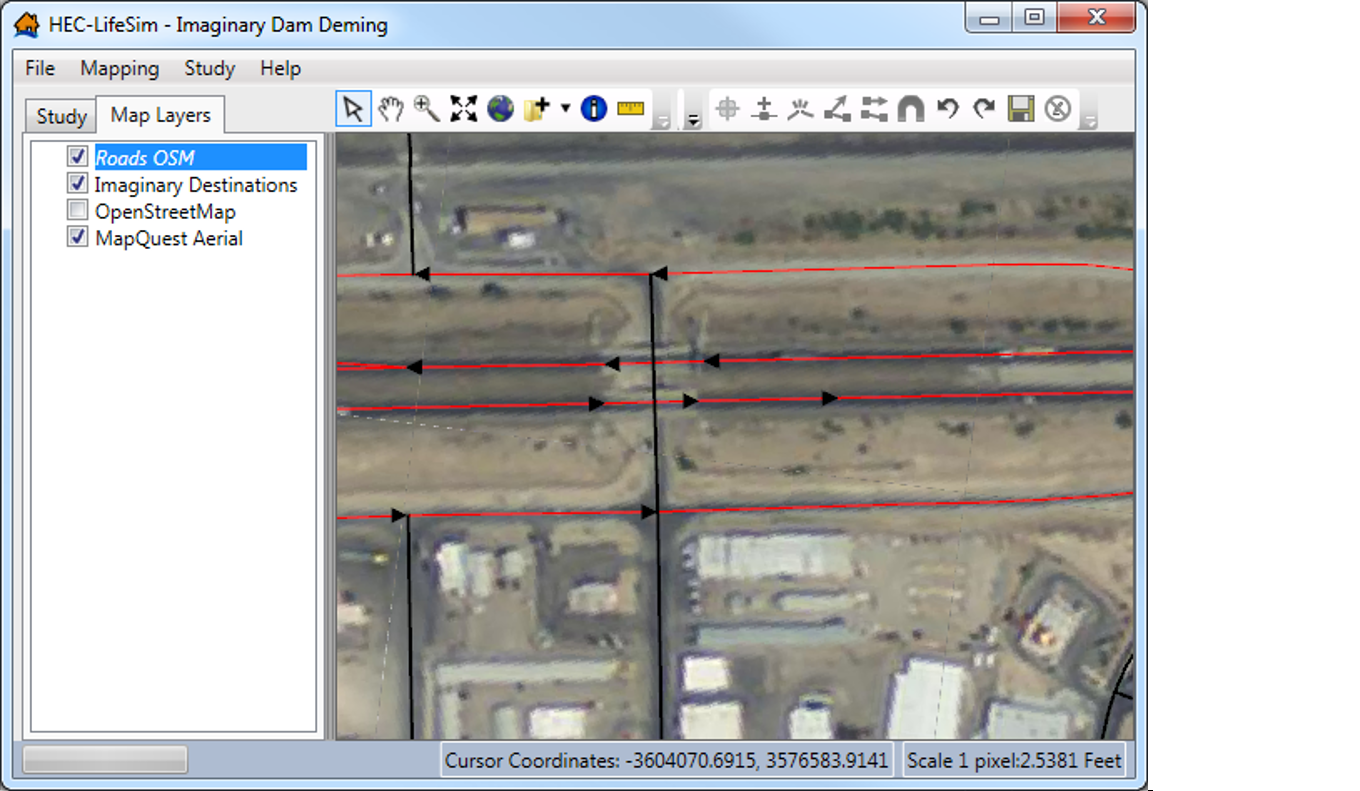 HEC-LifeSim - Imaginary Dam Deming
File Mapping Study Help
Study Map Layers
Roads OSM
Imaginary Destinations
OpenStreetMap
MapQuest Aerial
Cursor Coordinates: -3604070.6915, 3576583.9141 Scale 1 pixel:2.5381 Feet